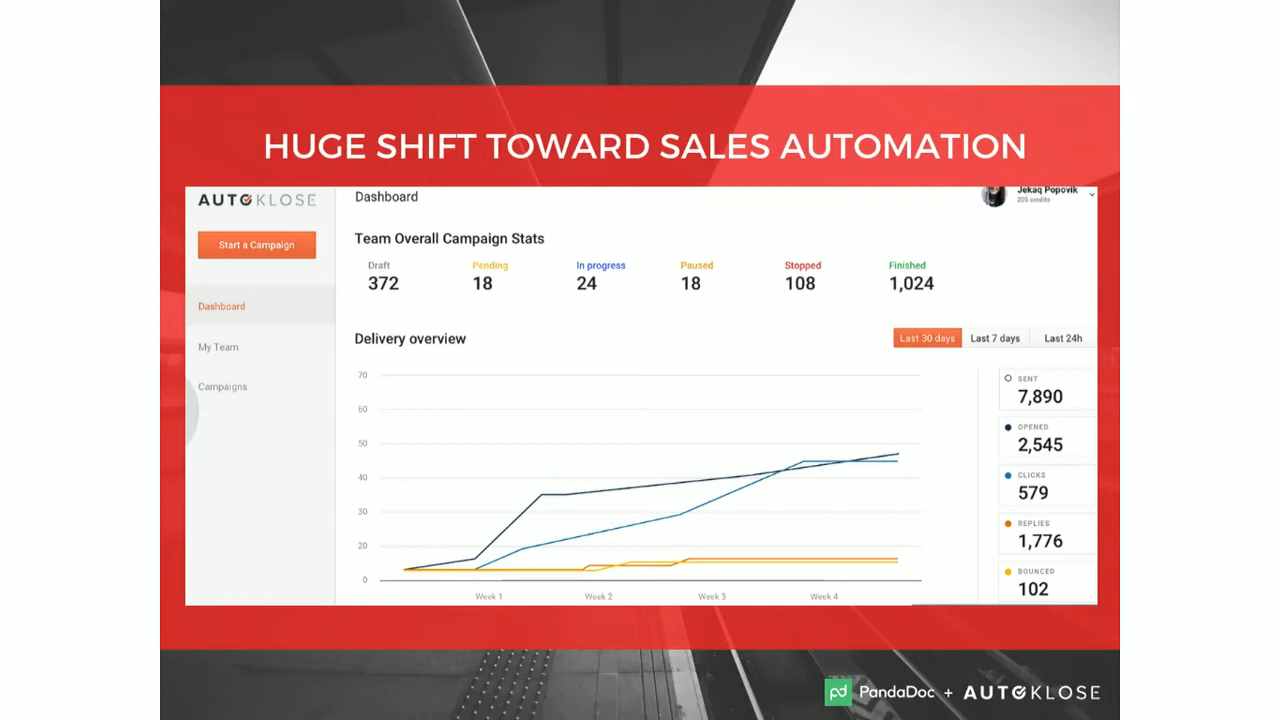 HUGE SHIFT TOWARD SALES AUTOMATION
AUTOKLOSE
Dashboard
Jekaq Popovik
205 credits
Start a Campaign
Team Overall Campaign Stats
Draft Pending In progress Paused Stopped Finished
372 18 24 18 108 1,024
Dashboard
My Team
Campaigns
Delivery overview
Last 30 days Last 7 days Last 24h
70
60
50
40
30
20
0
Week 1 Week 2 Week 3 Week 4
SENT
7,890
OPENED
2,545
CLICKS
579
REPLIES
1,776
BOUNCED
102
pd PandaDoc + AUTOKLOSE